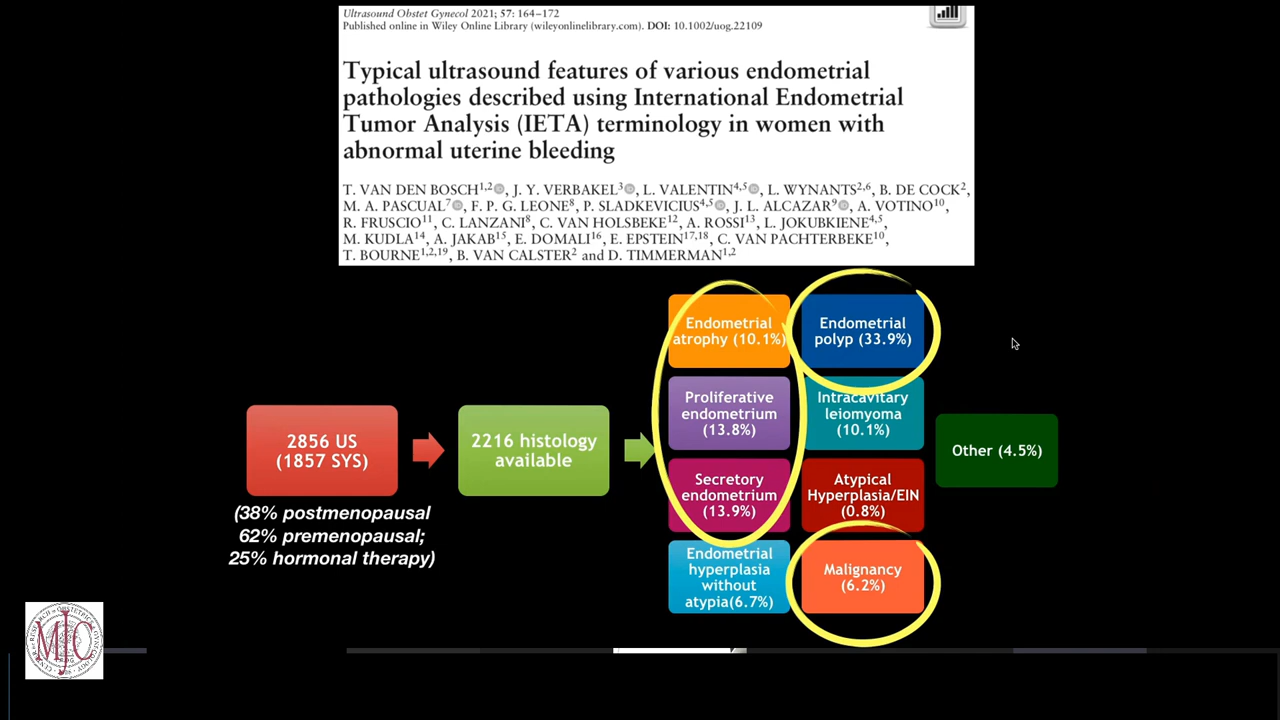 Ultrasound Obstet Gynecol 2021; 57: 164–172
Published online in Wiley Online Library (wileyonlinelibrary.com). DOI: 10.1002/uog.22109
Typical ultrasound features of various endometrial
pathologies described using International Endometrial
Tumor Analysis (IETA) terminology in women with
abnormal uterine bleeding
T. VAN DEN BOSCH1,2, J. Y. VERBAKEL3, L. VALENTIN4,5, L. WYNANTS2,6, B. DE COCK2,
M. A. PASCUAL7, F. P. G. LEONE8, P. SLADKEVICIUS4,5, J. L. ALCAZAR9, A. VOTINO10,
R. FRUSCIO11, C. LANZANI8, C. VAN HOLSBEKE12, A. ROSSI13, L. JOKUBKIENE4,5,
M. KUDLA14, A. JAKAB15, E. DOMALI16, E. EPSTEIN17,18, C. VAN PACHTERBEKE10,
T. BOURNE1,2,19, B. VAN CALSTER2 and D. TIMMERMAN1,2
2856 US
(1857 SYS)
(38% postmenopausal
62% premenopausal;
25% hormonal therapy)
2216 histology
available
Endometrial
atrophy (10.1%)
Proliferative
endometrium
(13.8%)
Secretory
endometrium
(13.9%)
Endometrial
hyperplasia
without
atypia(6.7%)
Endometrial
polyp (33.9%)
Intracavitary
leiomyoma
(10.1%)
Atypical
Hyperplasia/EIN
(0.8%)
Malignancy
(6.2%)
Other (4.5%)
MJC